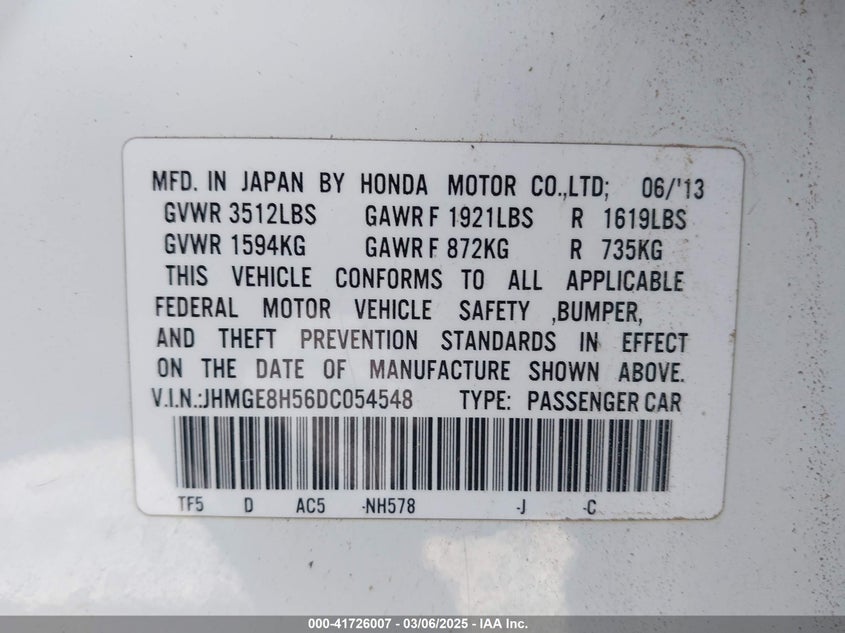 MFD. IN JAPAN BY HONDA MOTOR CO.,LTD; 06/'13
GVWR 3512LBS GAWR F 1921LBS R 1619LBS
GVWR 1594KG GAWR F 872KG R 735KG
THIS VEHICLE CONFORMS TO ALL APPLICABLE
FEDERAL MOTOR VEHICLE SAFETY ,BUMPER,
AND THEFT PREVENTION STANDARDS IN EFFECT
ON THE DATE OF MANUFACTURE SHOWN ABOVE.
V.I.N.:JHMGE8H56DC054548 TYPE: PASSENGER CAR
TF5 D AC5 -NH578 -J -C
000-41726007 - 03/06/2025 - IAA Inc.